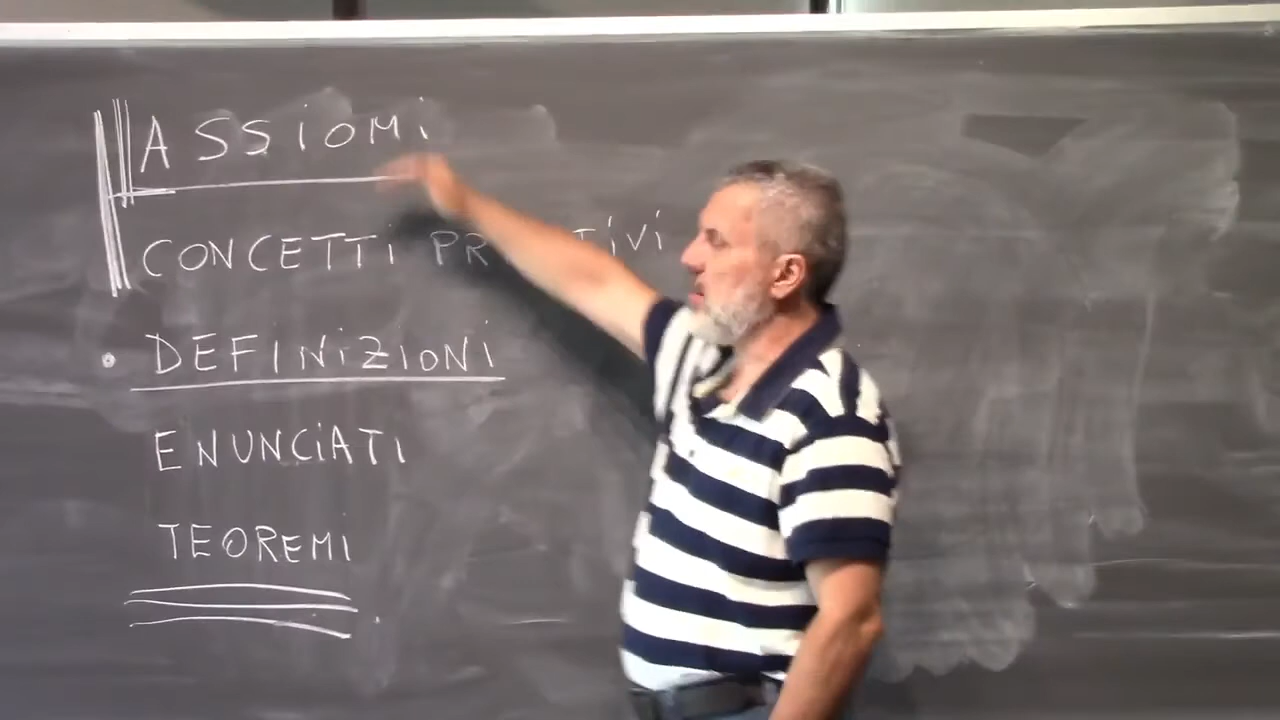 ASSIOMI
CONCETTI
DEFINIZIONI
ENUNCIATI
TEOREMI